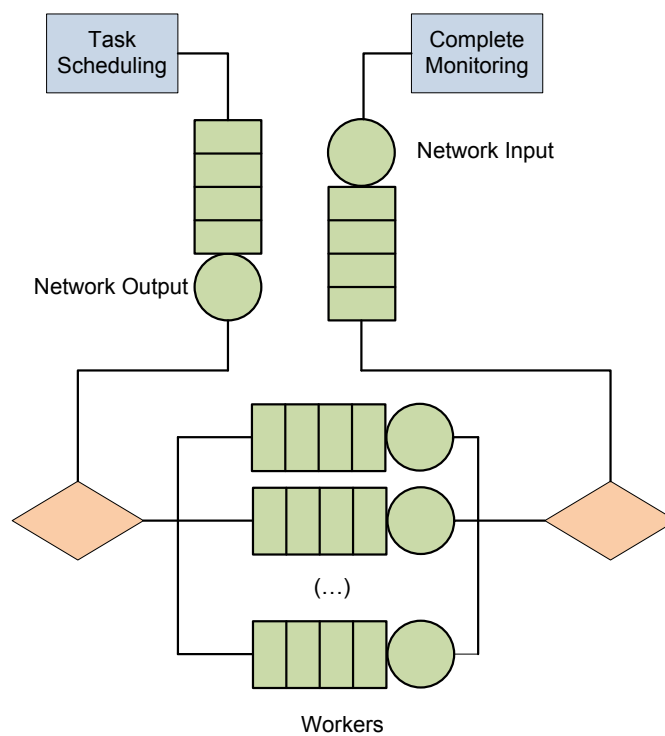 Task
Scheduling
Complete
Monitoring
Network Input
Network Output
(…)
Workers